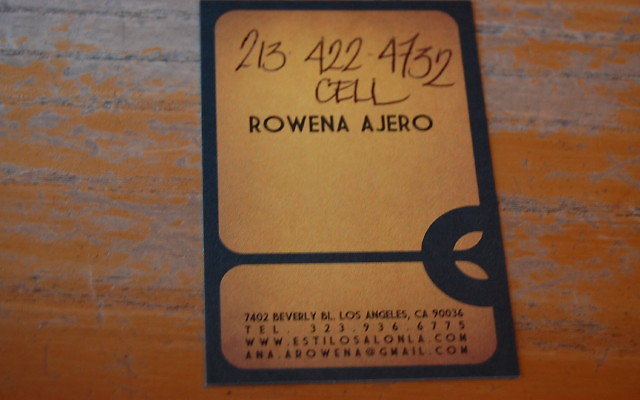 213 422-4732
CELL
ROWENA AJERO
7402 BEVERLY BL. LOS ANGELES, CA 90036
TEL. 323.936.6775
WWW.ESTILOSALONLA.COM
ANA.AROWENA@GMAIL.COM